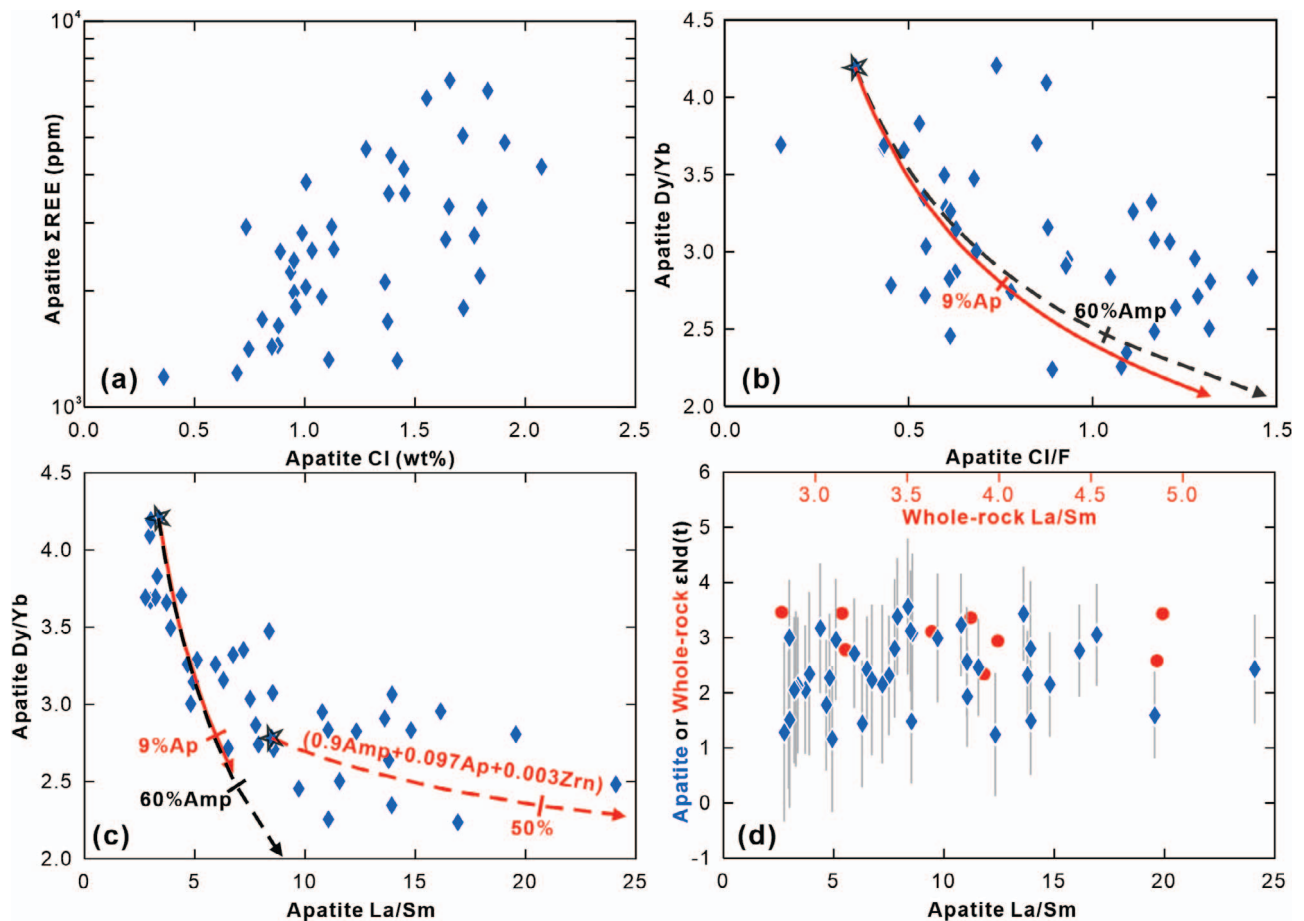 10⁴
Apatite ΣREE (ppm)
10³
(a)
0 0.5 1.0 1.5 2.0 2.5
Apatite Cl (wt%)
4.5
4.0
3.5
3.0
2.5
2.0
Apatite Dy/Yb
9%Ap
60%Amp
(b)
0 0.5 1.0 1.5
Apatite Cl/F
4.5
4.0
3.5
3.0
2.5
2.0
Apatite Dy/Yb
9%Ap
(0.9Amp+0.097Ap+0.003Zrn)
60%Amp
50%
(c)
0 5 10 15 20 25
Apatite La/Sm
6
5
4
3
2
1
0
-1
Apatite or Whole-rock εNd(t)
3.0 3.5 4.0 4.5 5.0
Whole-rock La/Sm
(d)
0 5 10 15 20 25
Apatite La/Sm